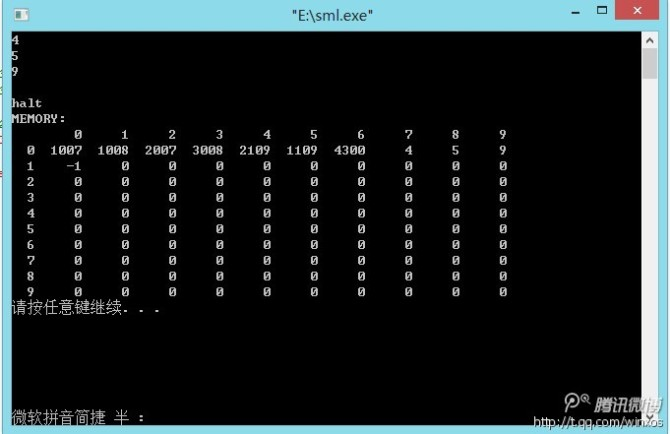 "E:\sml.exe"
4
5
9
halt
MEMORY:
0 1 2 3 4 5 6 7 8 9
0 1007 1008 2007 3008 2109 1109 4300 4 5 9
1 -1 0 0 0 0 0 0 0 0 0
2 0 0 0 0 0 0 0 0 0 0
3 0 0 0 0 0 0 0 0 0 0
4 0 0 0 0 0 0 0 0 0 0
5 0 0 0 0 0 0 0 0 0 0
6 0 0 0 0 0 0 0 0 0 0
7 0 0 0 0 0 0 0 0 0 0
8 0 0 0 0 0 0 0 0 0 0
9 0 0 0 0 0 0 0 0 0 0
请按任意键继续. . .
微软拼音简捷 半 :
腾讯微博
http://t.qq.com/winxos